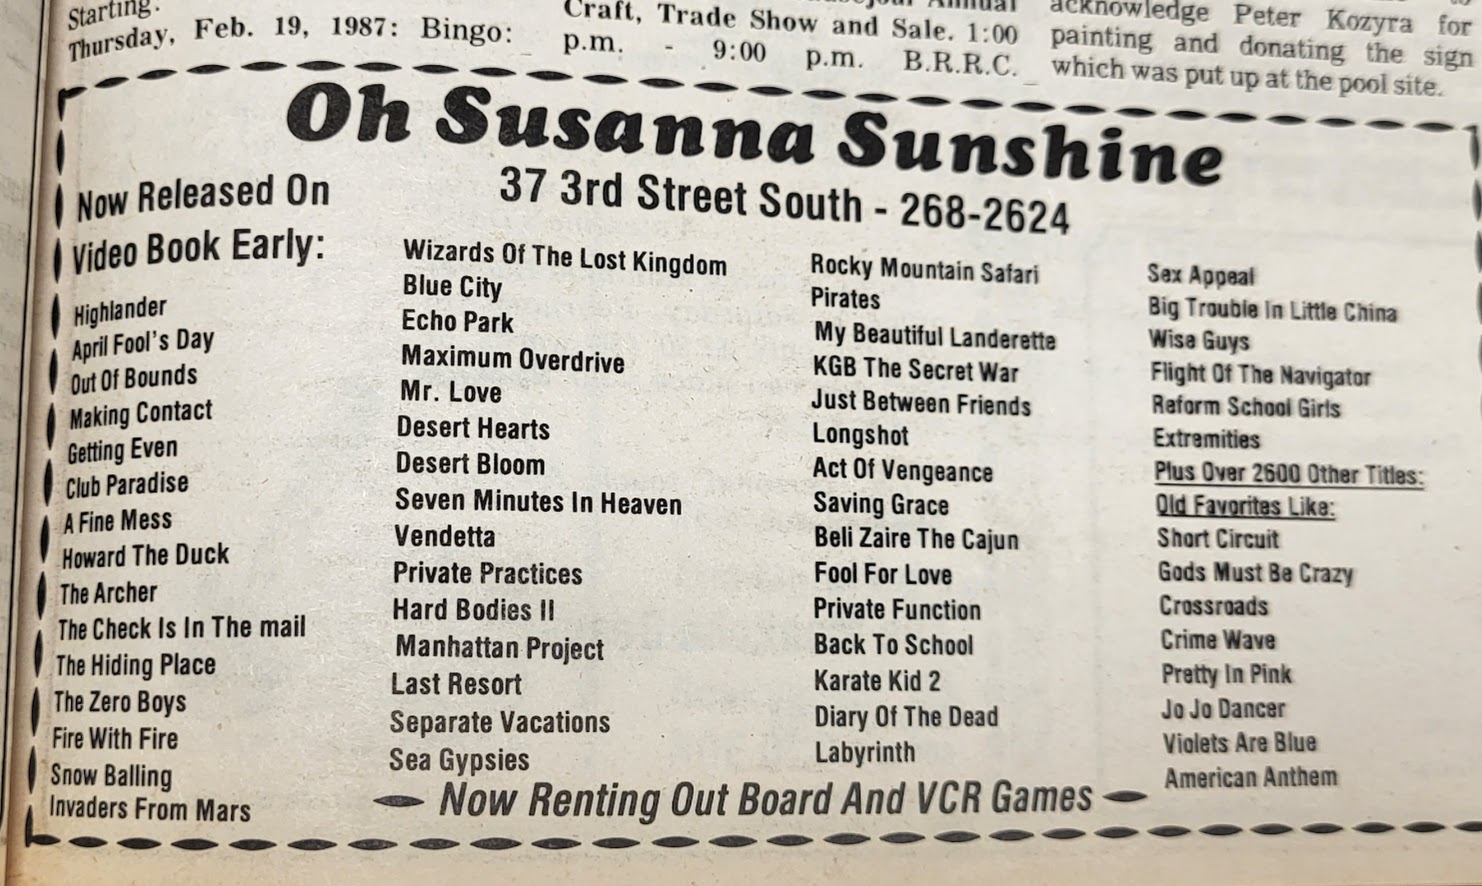 Starting:
Thursday, Feb. 19, 1987: Bingo:
Craft, Trade Show and Sale. 1:00
p.m. - 9:00 p.m. B.R.R.C.
acknowledge Peter Kozyra for
painting and donating the sign
which was put up at the pool site.
Oh Susanna Sunshine
37 3rd Street South - 268-2624
Now Released On
Video Book Early:
Highlander
April Fool's Day
Out Of Bounds
Making Contact
Getting Even
Club Paradise
A Fine Mess
Howard The Duck
The Archer
The Check Is In The mail
The Hiding Place
The Zero Boys
Fire With Fire
Snow Balling
Invaders From Mars
Wizards Of The Lost Kingdom
Blue City
Echo Park
Maximum Overdrive
Mr. Love
Desert Hearts
Desert Bloom
Seven Minutes In Heaven
Vendetta
Private Practices
Hard Bodies II
Manhattan Project
Last Resort
Separate Vacations
Sea Gypsies
Rocky Mountain Safari
Pirates
My Beautiful Landerette
KGB The Secret War
Just Between Friends
Longshot
Act Of Vengeance
Saving Grace
Beli Zaire The Cajun
Fool For Love
Private Function
Back To School
Karate Kid 2
Diary Of The Dead
Labyrinth
Sex Appeal
Big Trouble In Little China
Wise Guys
Flight Of The Navigator
Reform School Girls
Extremities
Plus Over 2600 Other Titles:
Old Favorites Like:
Short Circuit
Gods Must Be Crazy
Crossroads
Crime Wave
Pretty In Pink
Jo Jo Dancer
Violets Are Blue
American Anthem
Now Renting Out Board And VCR Games